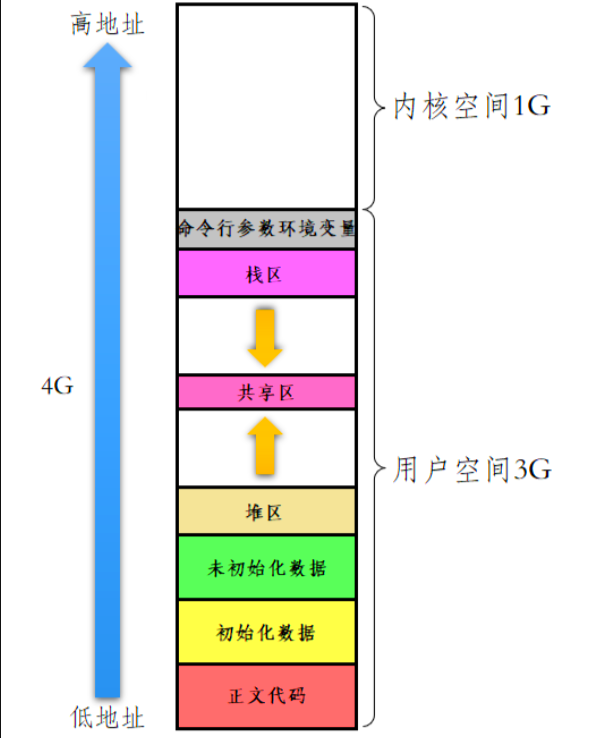 高地址
内核空间1G
命令行参数环境变量
栈区
4G
共享区
用户空间3G
堆区
未初始化数据
初始化数据
正文代码
低地址